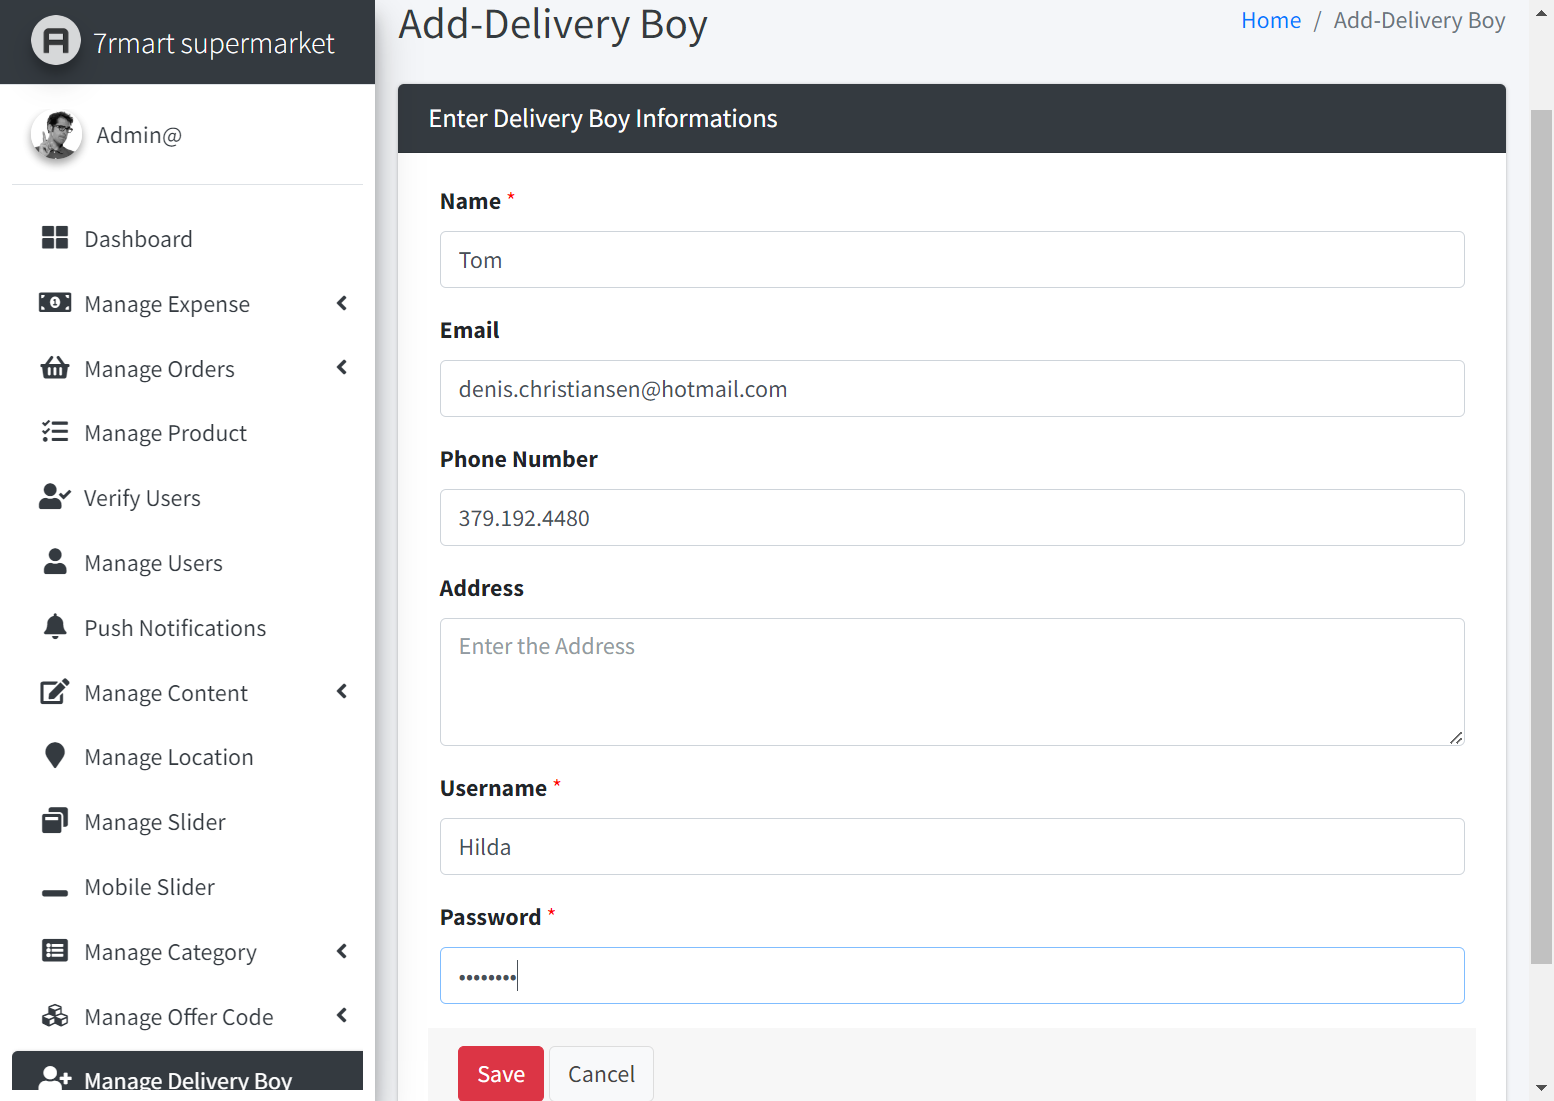 7rmart supermarket
Admin@
Dashboard
Manage Expense
Manage Orders
Manage Product
Verify Users
Manage Users
Push Notifications
Manage Content
Manage Location
Manage Slider
Mobile Slider
Manage Category
Manage Offer Code
Manage Delivery Boy
Add-Delivery Boy
Home / Add-Delivery Boy
Enter Delivery Boy Informations
Name *
Tom
Email
denis.christiansen@hotmail.com
Phone Number
379.192.4480
Address
Enter the Address
Username *
Hilda
Password *
••••••••
Save
Cancel